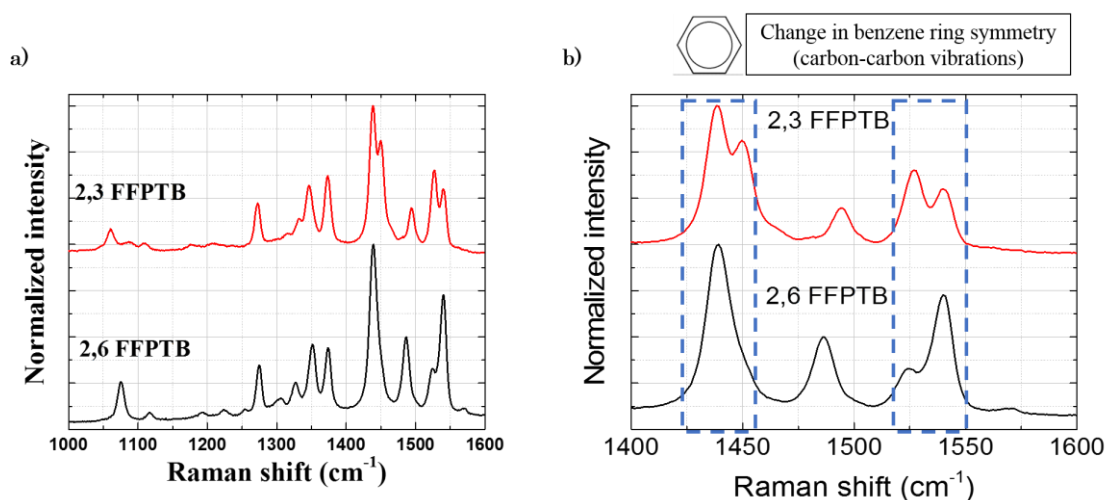 a)
2,3 FFPTB
2,6 FFPTB
Normalized intensity
1000 1100 1200 1300 1400 1500 1600
Raman shift (cm-1)
b)
Change in benzene ring symmetry
(carbon-carbon vibrations)
2,3 FFPTB
2,6 FFPTB
Normalized intensity
1400 1450 1500 1550 1600
Raman shift (cm-1)